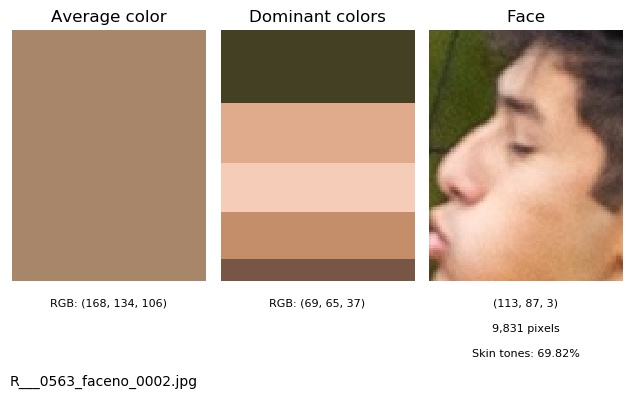 Average color
Dominant colors
Face
RGB: (168, 134, 106)
RGB: (69, 65, 37)
(113, 87, 3)
9,831 pixels
Skin tones: 69.82%
R___0563_faceno_0002.jpg